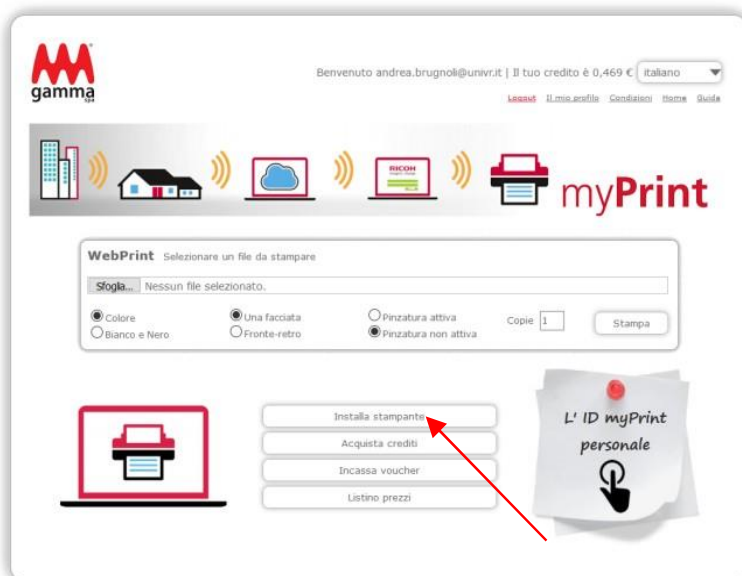 gamma
spa
Benvenuto andrea.brugnoli@univr.it | Il tuo credito è 0,469 € italiano
Logout Il mio profilo Condizioni Home Guida
RICOH
myPrint
WebPrint Selezionare un file da stampare
Sfoglia... Nessun file selezionato.
Colore Una facciata Pinzatura attiva Copie 1 Stampa
Bianco e Nero Fronte-retro Pinzatura non attiva
Installa stampante
Acquista crediti
Incassa voucher
Listino prezzi
L' ID myPrint
personale